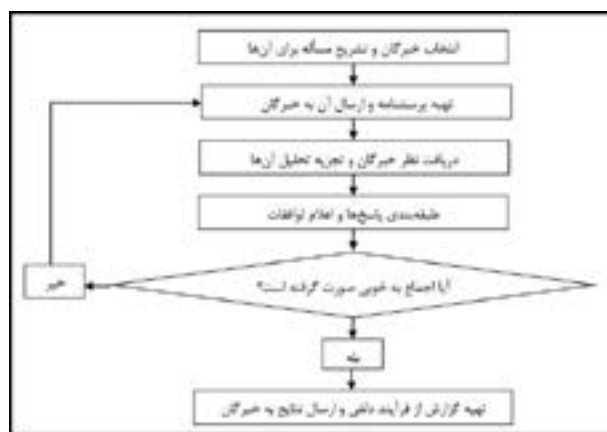 انتخاب خبرگان و تشریح مسأله برای آن‌ها
تهیه پرسشنامه و ارسال آن به خبرگان
دریافت نظر خبرگان و تجزیه تحلیل آن‌ها
طبقه‌بندی پاسخ‌ها و اعلام توافقات
آیا اجماع به خوبی صورت گرفته است؟
خیر
بله
تهیه گزارش از فرآیند دلفی و ارسال نتایج به خبرگان